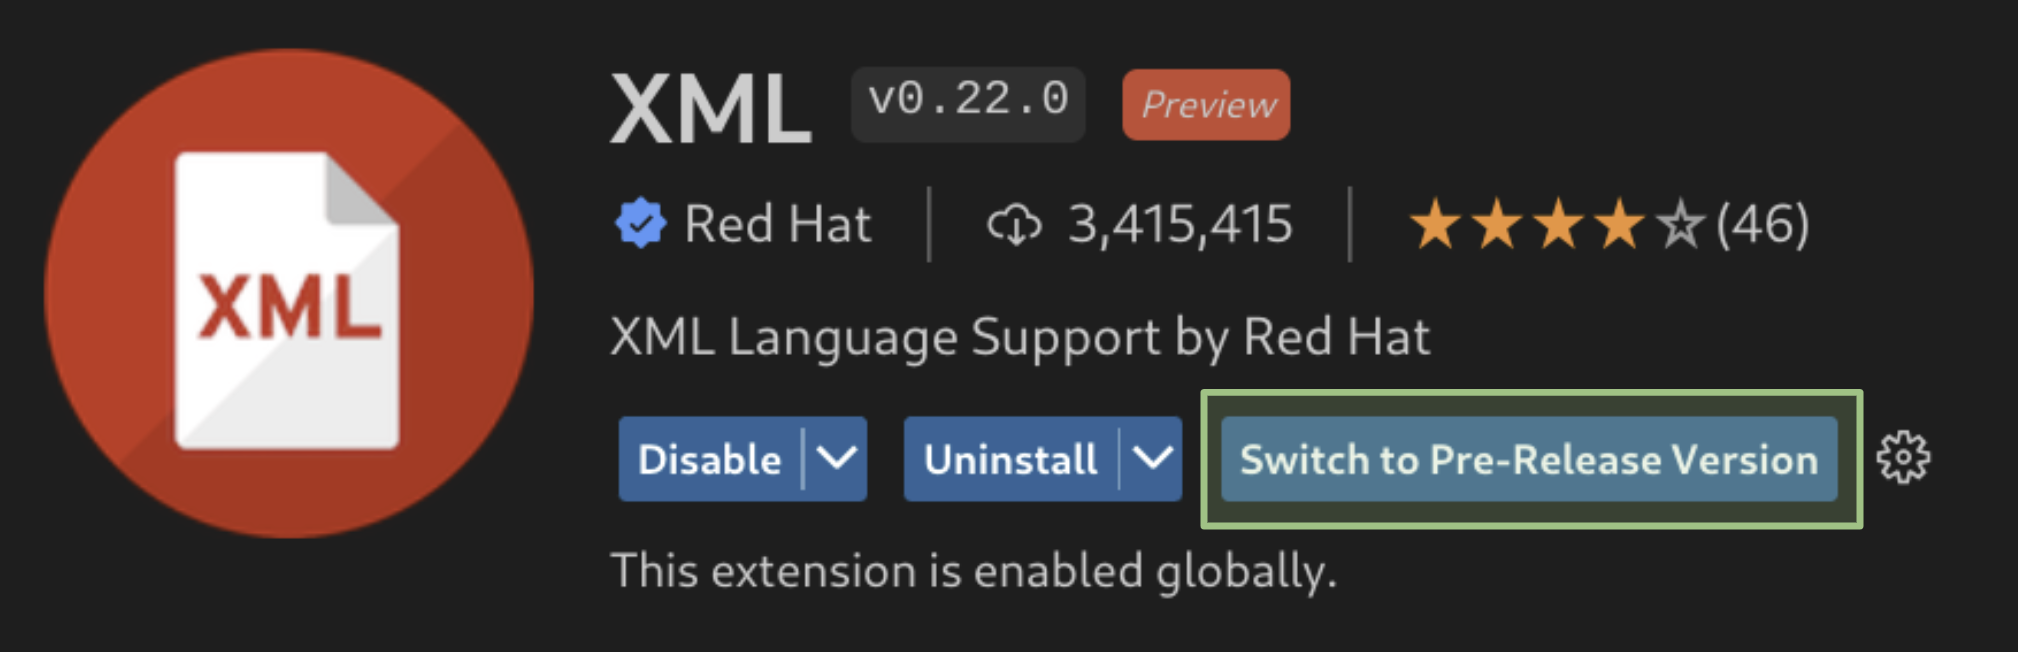 XML v0.22.0 Preview
XML
Red Hat 3,415,415 (46)
XML Language Support by Red Hat
Disable Uninstall Switch to Pre-Release Version
This extension is enabled globally.